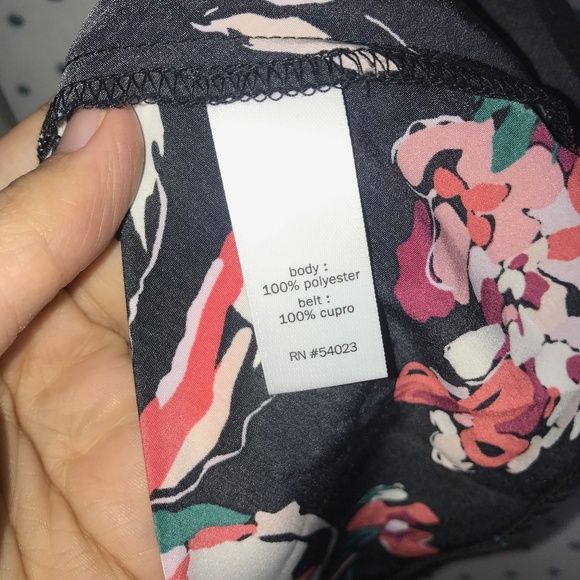 body :
100% polyester
belt :
100% cupro
RN #54023